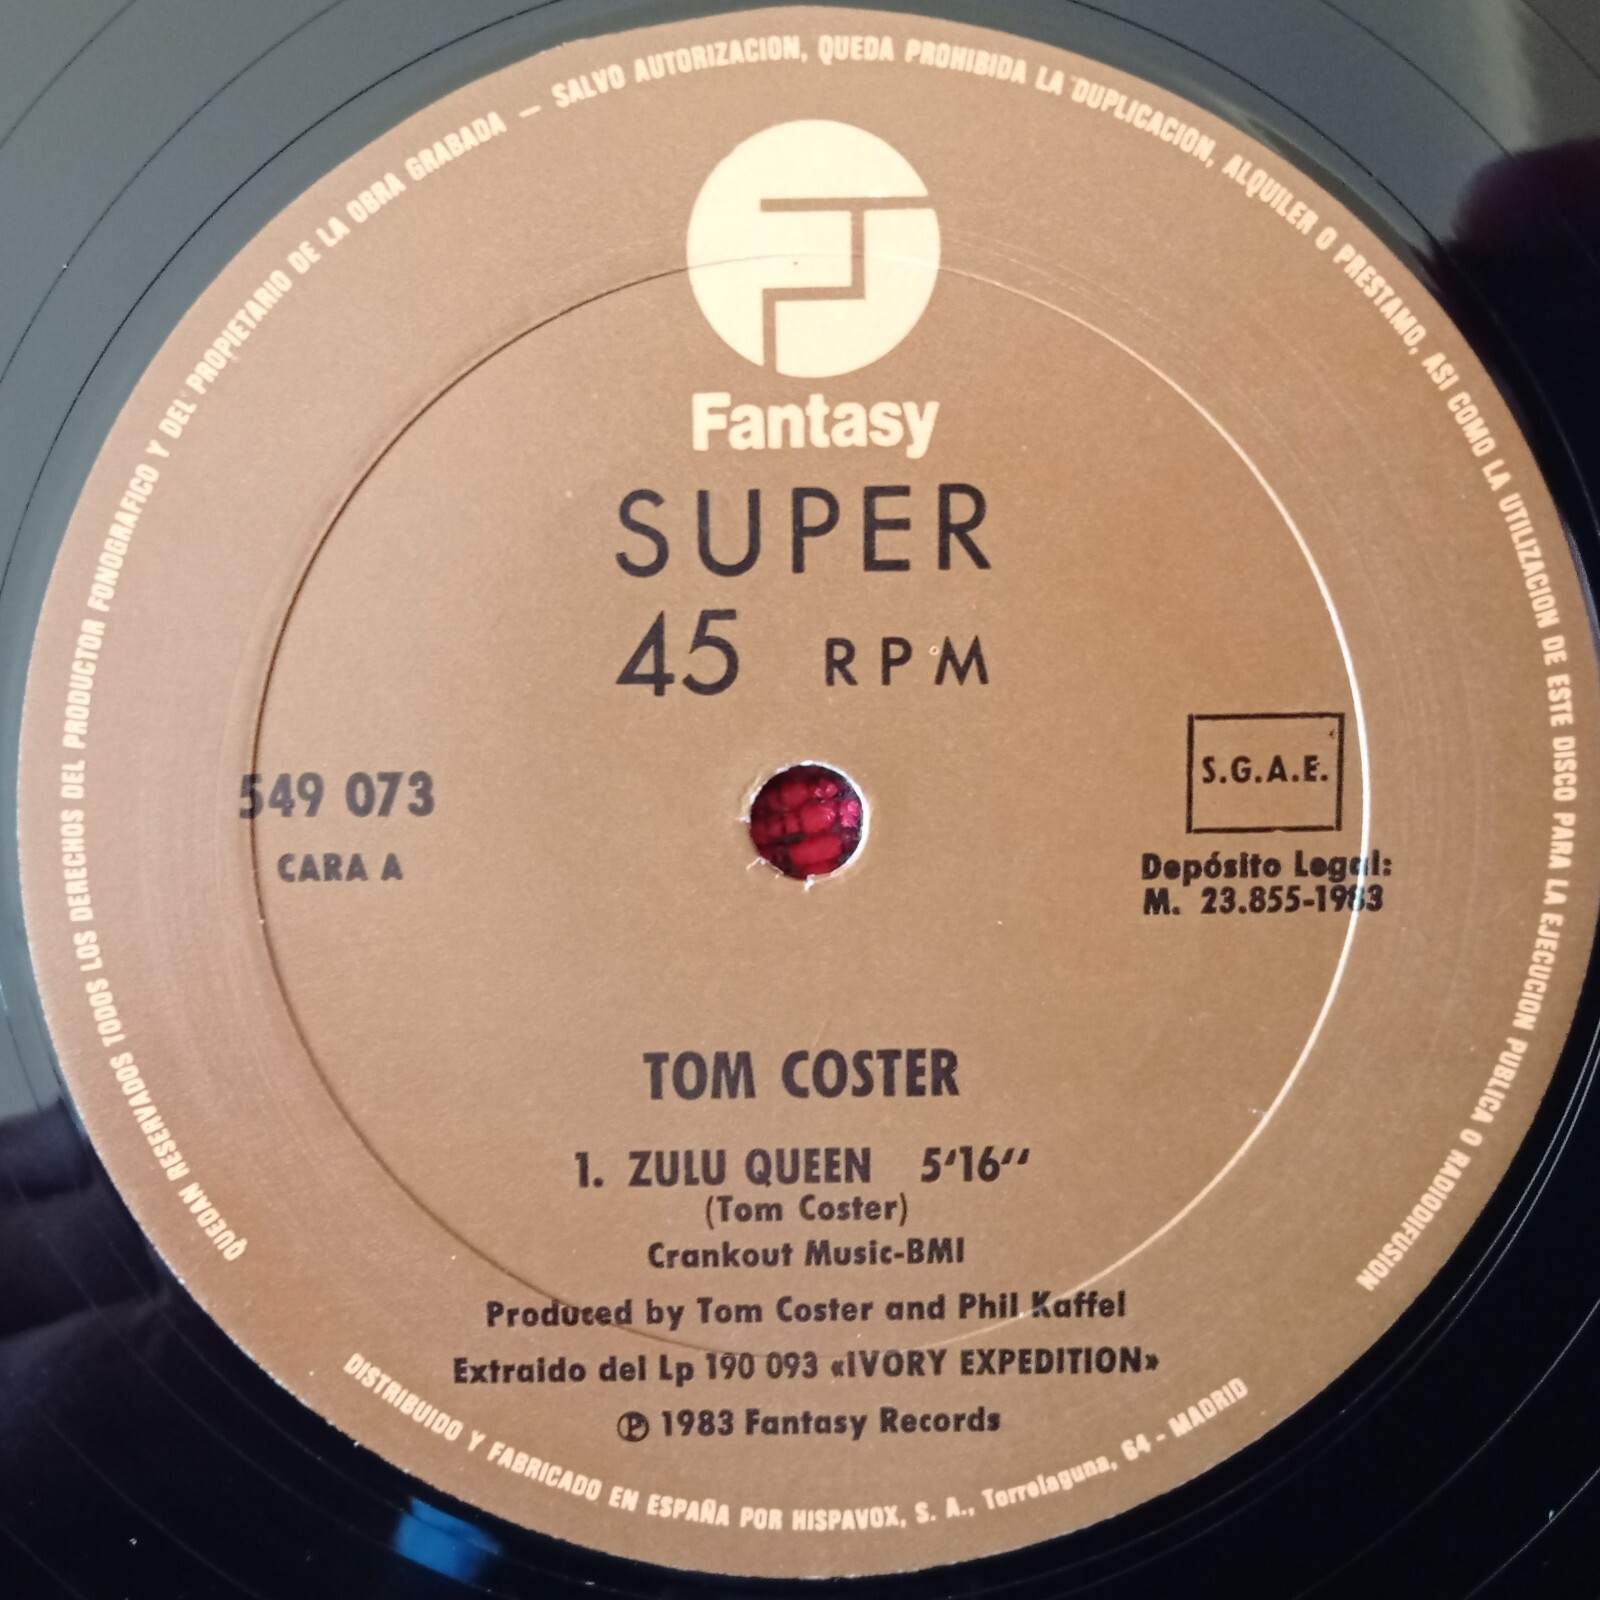 QUEDAN RESERVADOS TODOS LOS DERECHOS DEL PRODUCTOR FONOGRAFICO Y DEL PROPIETARIO DE LA OBRA GRABADA — SALVO AUTORIZACION, QUEDA PROHIBIDA LA DUPLICACION, ALQUILER O PRESTAMO, ASI COMO LA UTILIZACION DE ESTE DISCO PARA LA EJECUCION PUBLICA O RADIODIFUSION
Fantasy
SUPER
45 RPM
549 073
CARA A
S.G.A.E.
Depósito Legal:
M. 23.855-1983
TOM COSTER
1. ZULU QUEEN 5'16"
(Tom Coster)
Crankout Music-BMI
Produced by Tom Coster and Phil Kaffel
Extraido del Lp 190 093 «IVORY EXPEDITION»
Ⓟ 1983 Fantasy Records
DISTRIBUIDO Y FABRICADO EN ESPAÑA POR HISPAVOX, S. A., Torrelaguna, 64 - MADRID